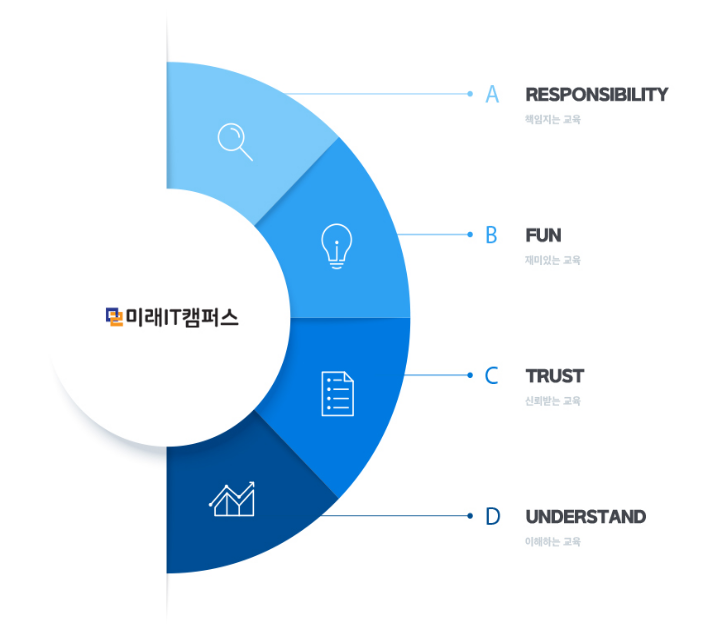 A RESPONSIBILITY
책임지는 교육
B FUN
재미있는 교육
미래IT캠퍼스
C TRUST
신뢰받는 교육
D UNDERSTAND
이해하는 교육